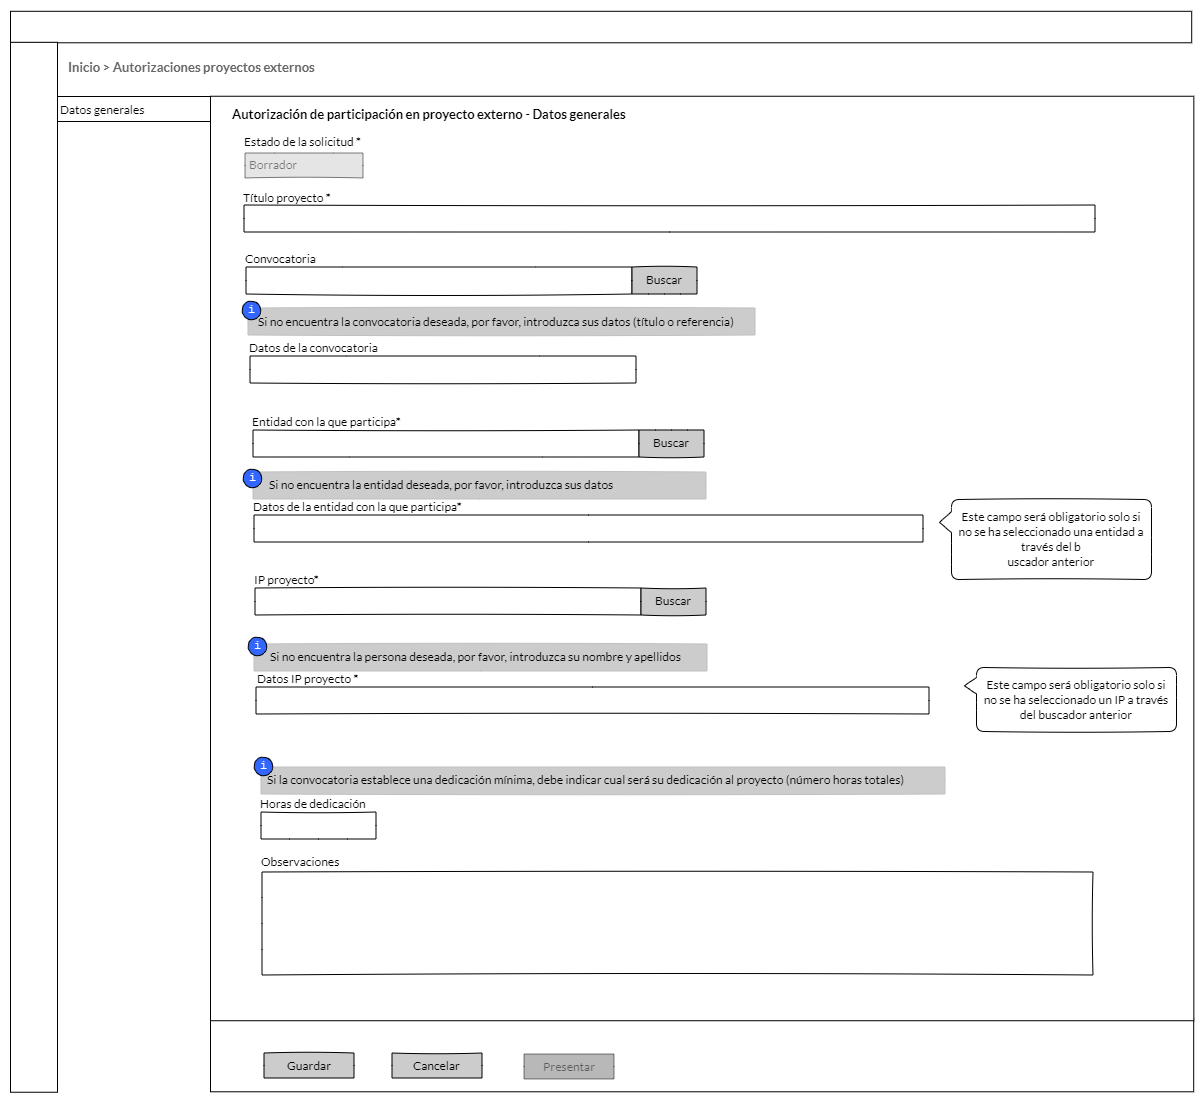 Inicio > Autorizaciones proyectos externos
Datos generales
Autorización de participación en proyecto externo - Datos generales
Estado de la solicitud *
Borrador
Título proyecto *
Convocatoria
Buscar
i
Si no encuentra la convocatoria deseada, por favor, introduzca sus datos (título o referencia)
Datos de la convocatoria
Entidad con la que participa*
Buscar
i
Si no encuentra la entidad deseada, por favor, introduzca sus datos
Datos de la entidad con la que participa*
Este campo será obligatorio solo si
no se ha seleccionado una entidad a
través del b
uscador anterior
IP proyecto*
Buscar
i
Si no encuentra la persona deseada, por favor, introduzca su nombre y apellidos
Datos IP proyecto *
Este campo será obligatorio solo si
no se ha seleccionado un IP a través
del buscador anterior
i
Si la convocatoria establece una dedicación mínima, debe indicar cual será su dedicación al proyecto (número horas totales)
Horas de dedicación
Observaciones
Guardar
Cancelar
Presentar